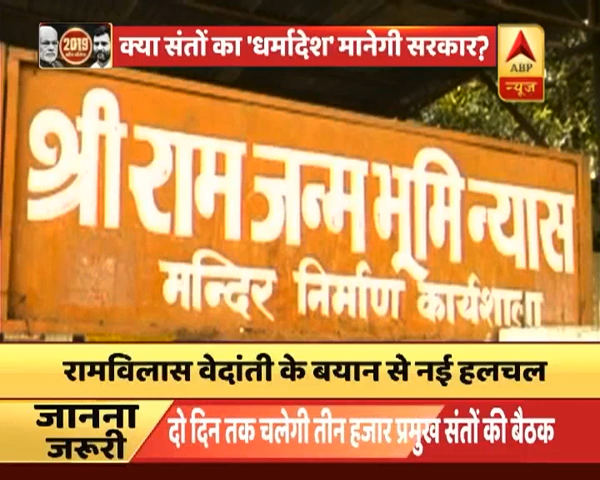 2019
क्या संतों का 'धर्मादेश' मानेगी सरकार?
ABP
न्यूज़
श्री राम जन्म भूमि न्यास
मन्दिर निर्माण कार्यशाला
रामविलास वेदांती के बयान से नई हलचल
जानना
जरूरी
दो दिन तक चलेगी तीन हजार प्रमुख संतों की बैठक